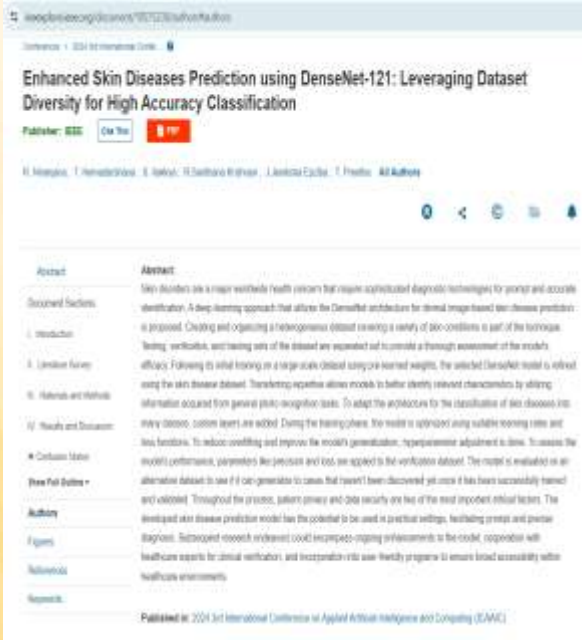 Enhanced Skin Diseases Prediction using DenseNet-121: Leveraging Dataset
Diversity for High Accuracy Classification
Publisher: IEEE Cite This PDF
All Authors
Abstract
Abstract:
Skin disorders are a major worldwide health concern that require sophisticated diagnostic technologies for prompt and accurate
Document Sections
identification. A deep learning approach that utilizes the DenseNet architecture for dermal image-based skin disease prediction
is proposed. Creating and organizing a heterogeneous dataset covering a variety of skin conditions is part of the technique.
I. Introduction
Testing, verification, and training sets of the dataset are separated out to provide a thorough assessment of the model's
II. Literature Survey
efficacy. Following its initial training on a large-scale dataset using pre-learned weights, the selected DenseNet model is refined
III. Materials and Methods
using the skin disease dataset. Transferring expertise allows models to better identify relevant characteristics by utilizing
information acquired from general photo recognition tasks. To adapt the architecture for the classification of skin diseases into
IV. Results and Discussion
many classes, custom layers are added. During the training phase, the model is optimized using suitable learning rates and
loss functions. To reduce overfitting and improve the model's generalization, hyperparameter adjustment is done. To assess the
model's performance, parameters like precision and loss are applied to the verification dataset. The model is evaluated on an
Show Full Outline
alternative dataset to see if it can generalize to cases that haven't been discovered yet once it has been successfully trained
and validated. Throughout the process, patient privacy and data security are two of the most important ethical factors. The
Authors
developed skin disease prediction model has the potential to be used in practical settings, facilitating prompt and precise
Figures
diagnosis. Subsequent research endeavors could encompass ongoing enhancements to the model, cooperation with
References
healthcare experts for clinical verification, and incorporation into user-friendly programs to ensure broad accessibility within
healthcare environments.
Keywords
Published in: 2024 3rd International Conference on Applied Artificial Intelligence and Computing (ICAAIC)